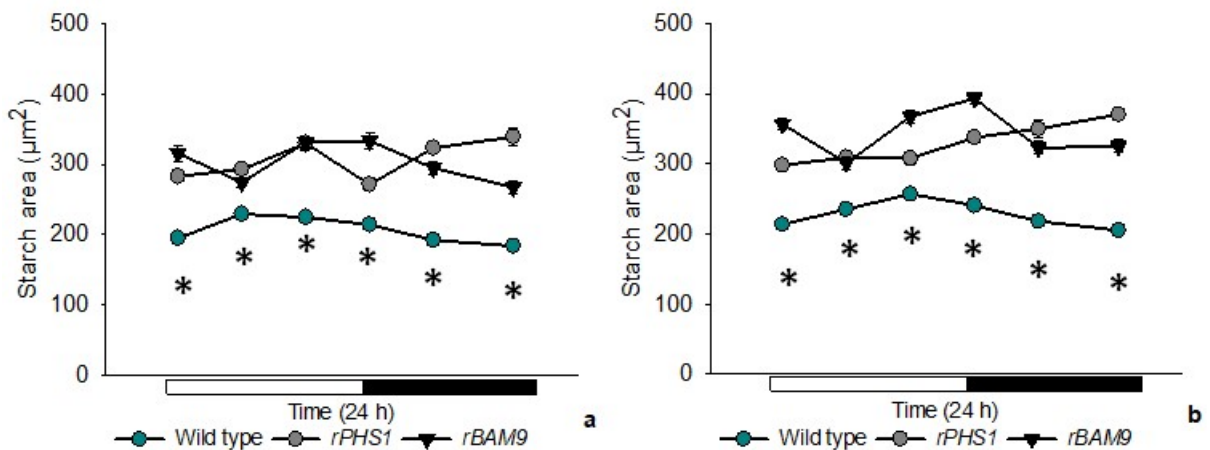 500
400
300
200
100
0
Starch area (µm²)
* * * * * *
Time (24 h)
a
Wild type rPHS1 rBAM9
500
400
300
200
100
0
Starch area (µm²)
* * * * * *
Time (24 h)
b
Wild type rPHS1 rBAM9